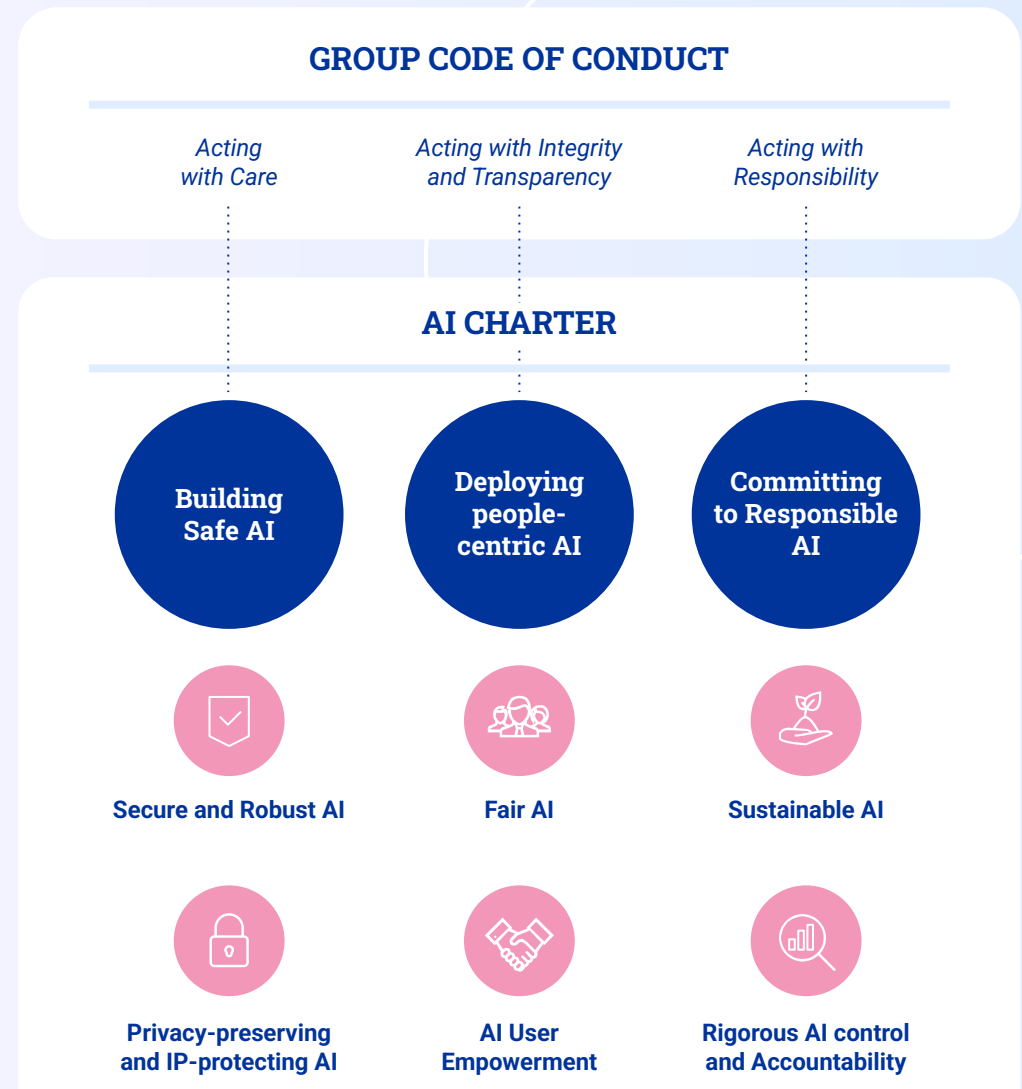 GROUP CODE OF CONDUCT
Acting
with Care
Acting with Integrity
and Transparency
Acting with
Responsibility
AI CHARTER
Building
Safe AI
Deploying
people-
centric AI
Committing
to Responsible
AI
Secure and Robust AI
Fair AI
Sustainable AI
Privacy-preserving
and IP-protecting AI
AI User
Empowerment
Rigorous AI control
and Accountability